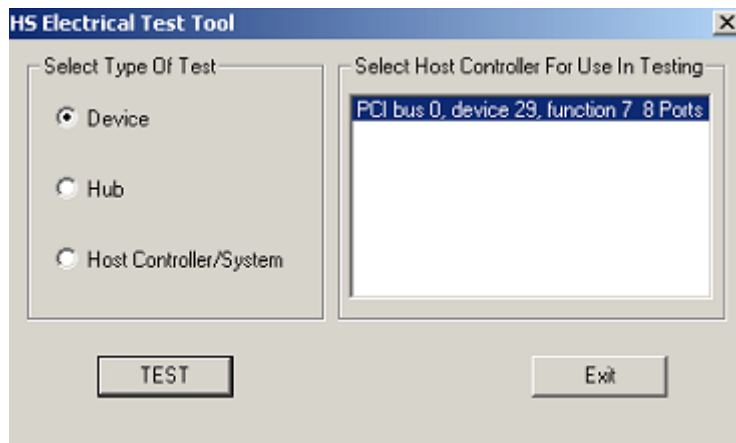 HS Electrical Test Tool
Select Type Of Test
Device
Hub
Host Controller/System
Select Host Controller For Use In Testing
PCI bus 0, device 29, function 7  8 Ports
TEST
Exit